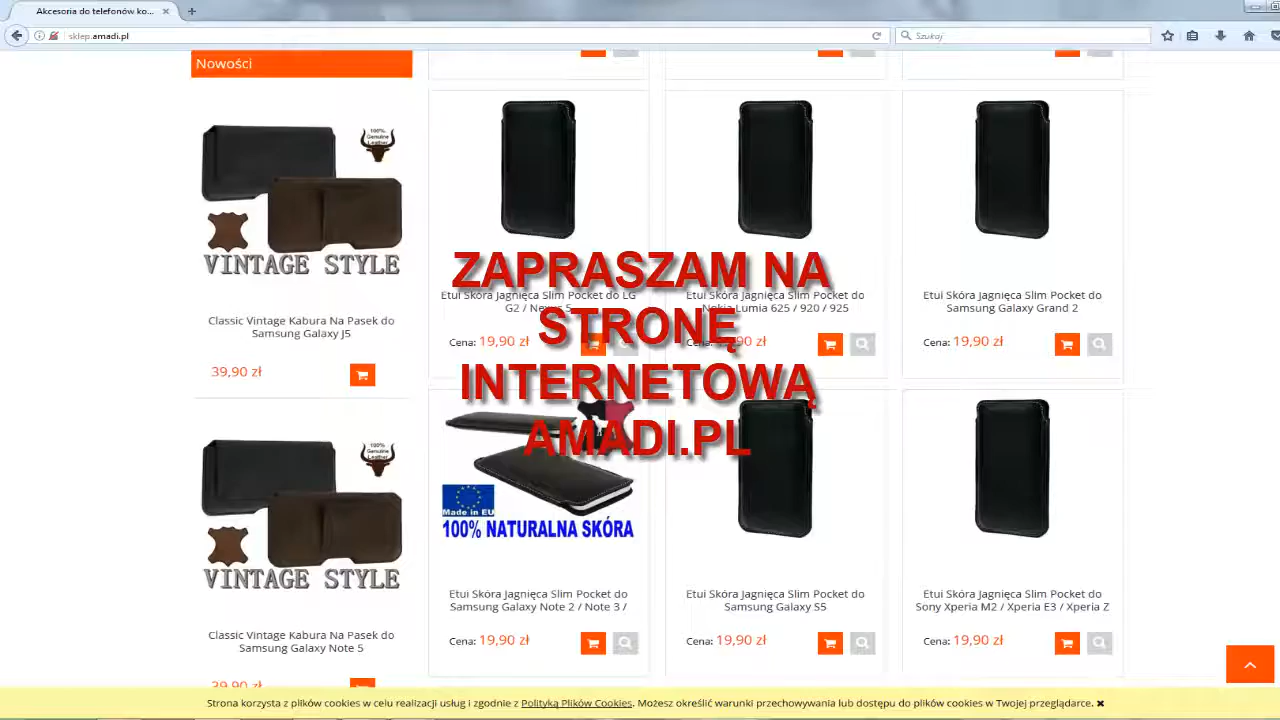 Akcesoria do telefonów ko...
sklep.amadi.pl
Szukaj
Nowości
100%
Genuine
Leather
VINTAGE STYLE
Classic Vintage Kabura Na Pasek do
Samsung Galaxy J5
39,90 zł
100%
Genuine
Leather
VINTAGE STYLE
Classic Vintage Kabura Na Pasek do
Samsung Galaxy Note 5
39,90 zł
Etui Skóra Jagnięca Slim Pocket do LG
G2 / Nexus 5
Cena: 19,90 zł
Etui Skóra Jagnięca Slim Pocket do
Nokia Lumia 625 / 920 / 925
Cena: 19,90 zł
Etui Skóra Jagnięca Slim Pocket do
Samsung Galaxy Grand 2
Cena: 19,90 zł
ZAPRASZAM NA
STRONĘ
INTERNETOWĄ
AMADI.PL
Made in EU
100% NATURALNA SKÓRA
Etui Skóra Jagnięca Slim Pocket do
Samsung Galaxy Note 2 / Note 3 /
Cena: 19,90 zł
Etui Skóra Jagnięca Slim Pocket do
Samsung Galaxy S5
Cena: 19,90 zł
Etui Skóra Jagnięca Slim Pocket do
Sony Xperia M2 / Xperia E3 / Xperia Z
Cena: 19,90 zł
Strona korzysta z plików cookies w celu realizacji usług i zgodnie z Polityką Plików Cookies. Możesz określić warunki przechowywania lub dostępu do plików cookies w Twojej przeglądarce.